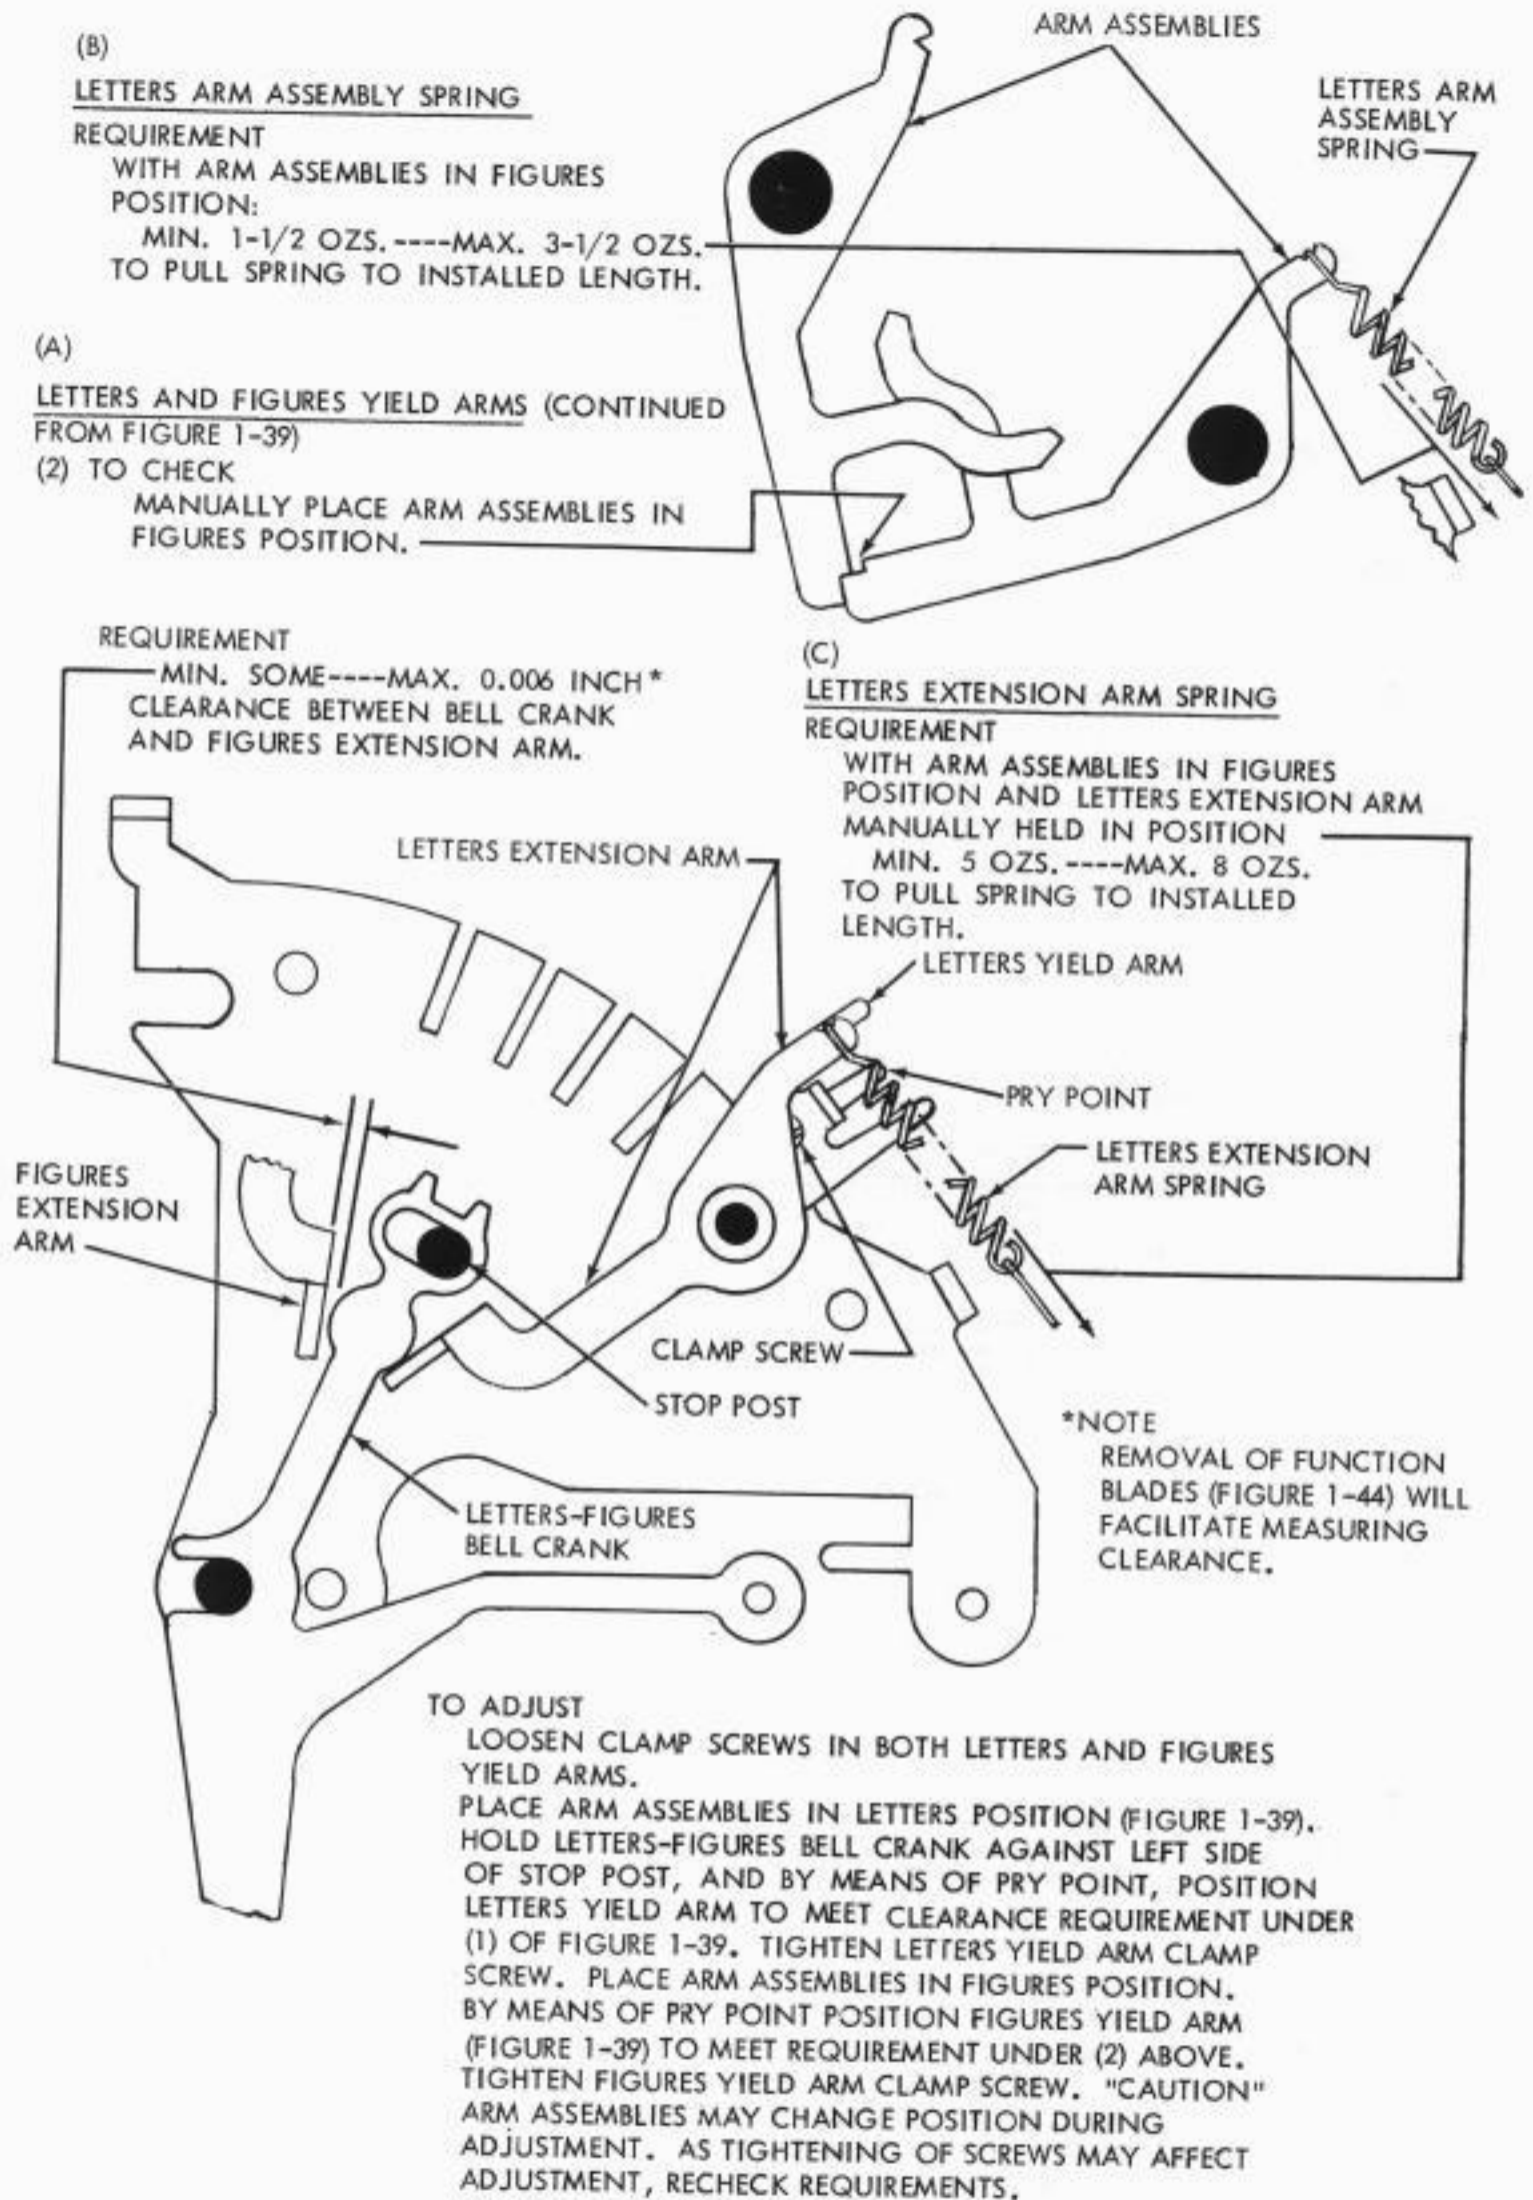 (B)
LETTERS ARM ASSEMBLY SPRING
REQUIREMENT
WITH ARM ASSEMBLIES IN FIGURES
POSITION:
MIN. 1-1/2 OZS.----MAX. 3-1/2 OZS.
TO PULL SPRING TO INSTALLED LENGTH.
ARM ASSEMBLIES
LETTERS ARM
ASSEMBLY
SPRING
(A)
LETTERS AND FIGURES YIELD ARMS (CONTINUED
FROM FIGURE 1-39)
(2) TO CHECK
MANUALLY PLACE ARM ASSEMBLIES IN
FIGURES POSITION.
REQUIREMENT
MIN. SOME----MAX. 0.006 INCH*
CLEARANCE BETWEEN BELL CRANK
AND FIGURES EXTENSION ARM.
(C)
LETTERS EXTENSION ARM SPRING
REQUIREMENT
WITH ARM ASSEMBLIES IN FIGURES
POSITION AND LETTERS EXTENSION ARM
MANUALLY HELD IN POSITION
MIN. 5 OZS.----MAX. 8 OZS.
TO PULL SPRING TO INSTALLED
LENGTH.
LETTERS EXTENSION ARM
LETTERS YIELD ARM
PRY POINT
LETTERS EXTENSION
ARM SPRING
FIGURES
EXTENSION
ARM
CLAMP SCREW
STOP POST
LETTERS-FIGURES
BELL CRANK
*NOTE
REMOVAL OF FUNCTION
BLADES (FIGURE 1-44) WILL
FACILITATE MEASURING
CLEARANCE.
TO ADJUST
LOOSEN CLAMP SCREWS IN BOTH LETTERS AND FIGURES
YIELD ARMS.
PLACE ARM ASSEMBLIES IN LETTERS POSITION (FIGURE 1-39).
HOLD LETTERS-FIGURES BELL CRANK AGAINST LEFT SIDE
OF STOP POST, AND BY MEANS OF PRY POINT, POSITION
LETTERS YIELD ARM TO MEET CLEARANCE REQUIREMENT UNDER
(1) OF FIGURE 1-39. TIGHTEN LETTERS YIELD ARM CLAMP
SCREW. PLACE ARM ASSEMBLIES IN FIGURES POSITION.
BY MEANS OF PRY POINT POSITION FIGURES YIELD ARM
(FIGURE 1-39) TO MEET REQUIREMENT UNDER (2) ABOVE.
TIGHTEN FIGURES YIELD ARM CLAMP SCREW. "CAUTION"
ARM ASSEMBLIES MAY CHANGE POSITION DURING
ADJUSTMENT. AS TIGHTENING OF SCREWS MAY AFFECT
ADJUSTMENT, RECHECK REQUIREMENTS.